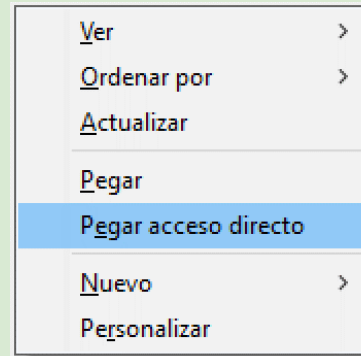 Ver
Ordenar por
Actualizar
Pegar
Pegar acceso directo
Nuevo
Personalizar